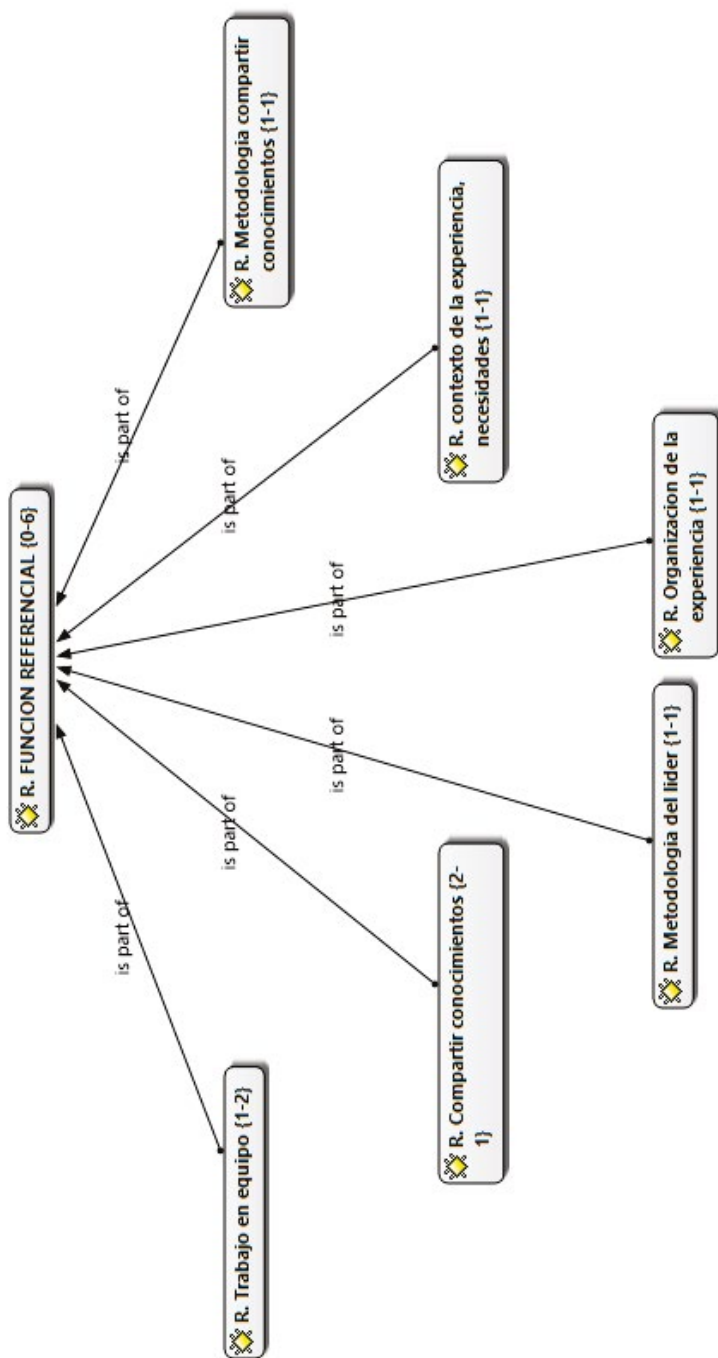 R. FUNCION REFERENCIAL {0-6}
is part of
is part of
is part of
is part of
is part of
is part of
R. Trabajo en equipo {1-2}
R. Metodologia compartir
conocimientos {1-1}
R. Compartir conocimientos {2-
1}
R. contexto de la experiencia,
necesidades {1-1}
R. Metodologia del lider {1-1}
R. Organizacion de la
experiencia {1-1}